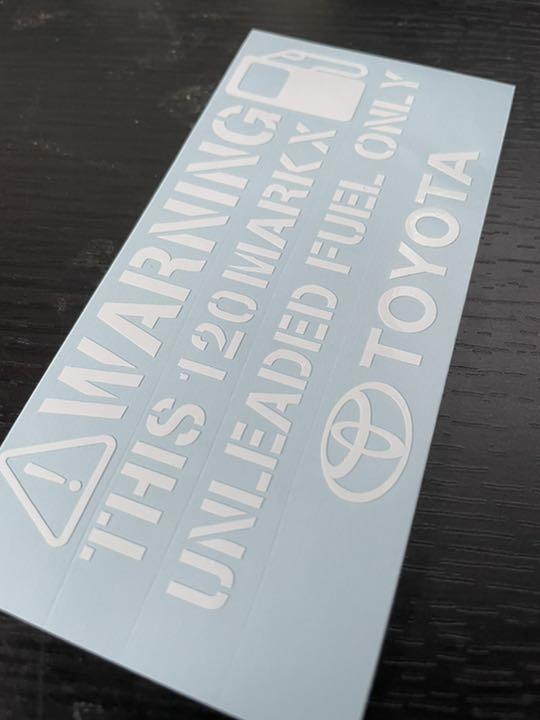 WARNING
THIS 120 MARK X
UNLEADED FUEL ONLY
TOYOTA